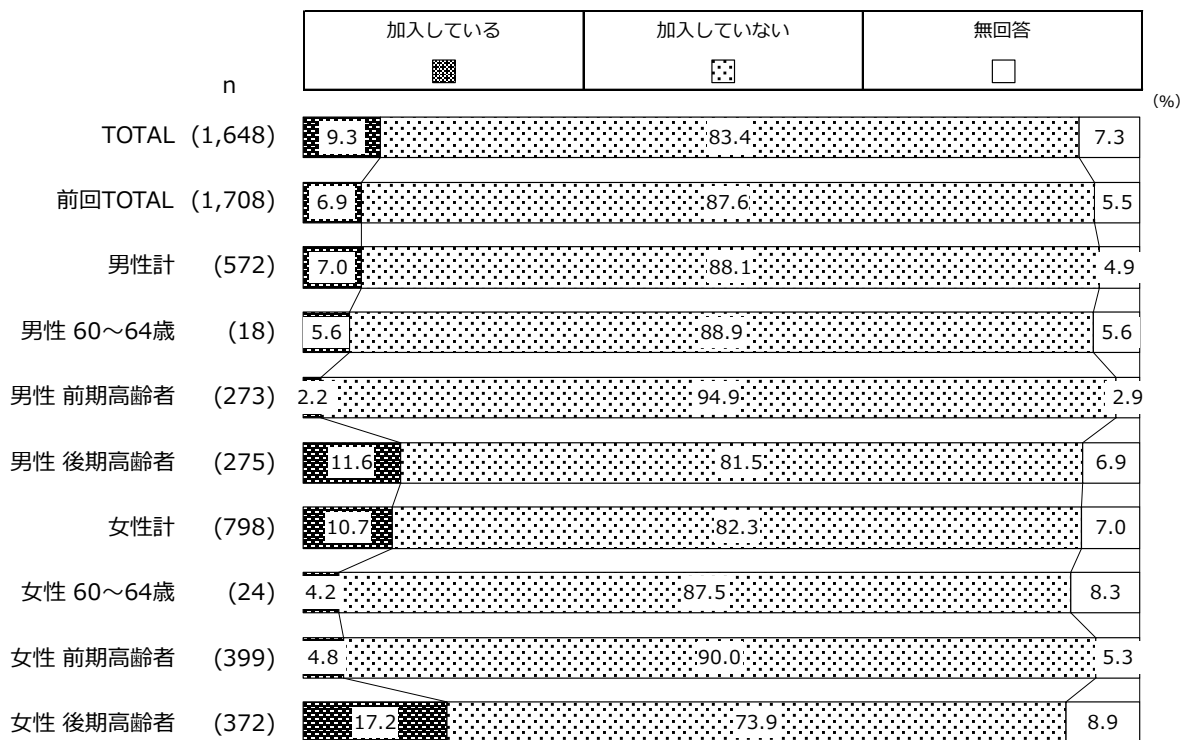 加入している 加入していない 無回答
n
(%)
TOTAL (1,648) 9.3 83.4 7.3
前回TOTAL (1,708) 6.9 87.6 5.5
男性計 (572) 7.0 88.1 4.9
男性 60～64歳 (18) 5.6 88.9 5.6
男性 前期高齢者 (273) 2.2 94.9 2.9
男性 後期高齢者 (275) 11.6 81.5 6.9
女性計 (798) 10.7 82.3 7.0
女性 60～64歳 (24) 4.2 87.5 8.3
女性 前期高齢者 (399) 4.8 90.0 5.3
女性 後期高齢者 (372) 17.2 73.9 8.9